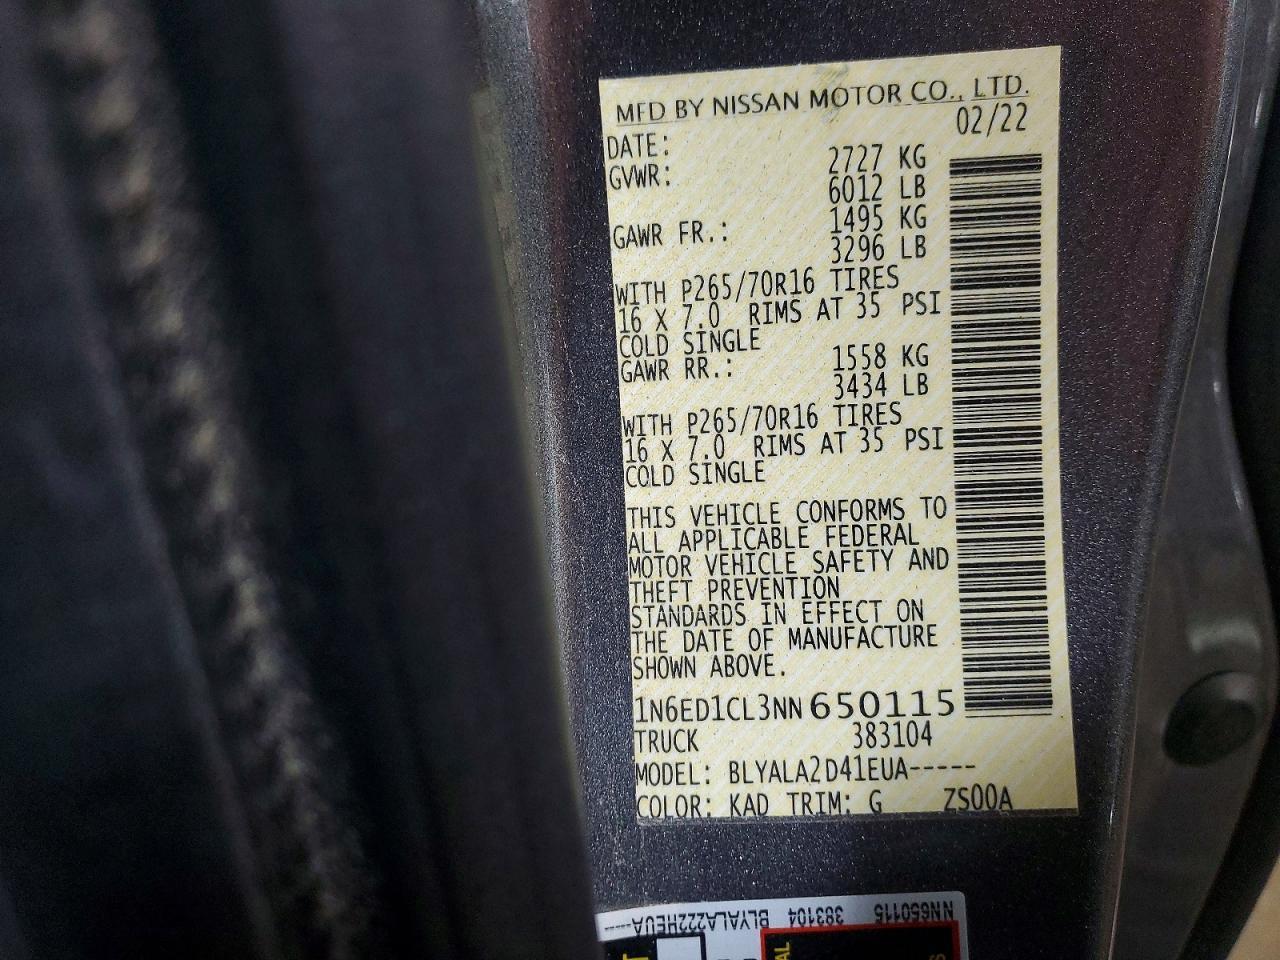 MFD BY NISSAN MOTOR CO., LTD.
DATE: 02/22
GVWR: 2727 KG
6012 LB
GAWR FR.: 1495 KG
3296 LB
WITH P265/70R16 TIRES
16 X 7.0 RIMS AT 35 PSI
COLD SINGLE
GAWR RR.: 1558 KG
3434 LB
WITH P265/70R16 TIRES
16 X 7.0 RIMS AT 35 PSI
COLD SINGLE
THIS VEHICLE CONFORMS TO
ALL APPLICABLE FEDERAL
MOTOR VEHICLE SAFETY AND
THEFT PREVENTION
STANDARDS IN EFFECT ON
THE DATE OF MANUFACTURE
SHOWN ABOVE.
1N6ED1CL3NN650115
TRUCK 383104
MODEL: BLYALA2D41EUA-----
COLOR: KAD TRIM: G ZS00A
NN650115 383104 BLYALA222HEUA-----